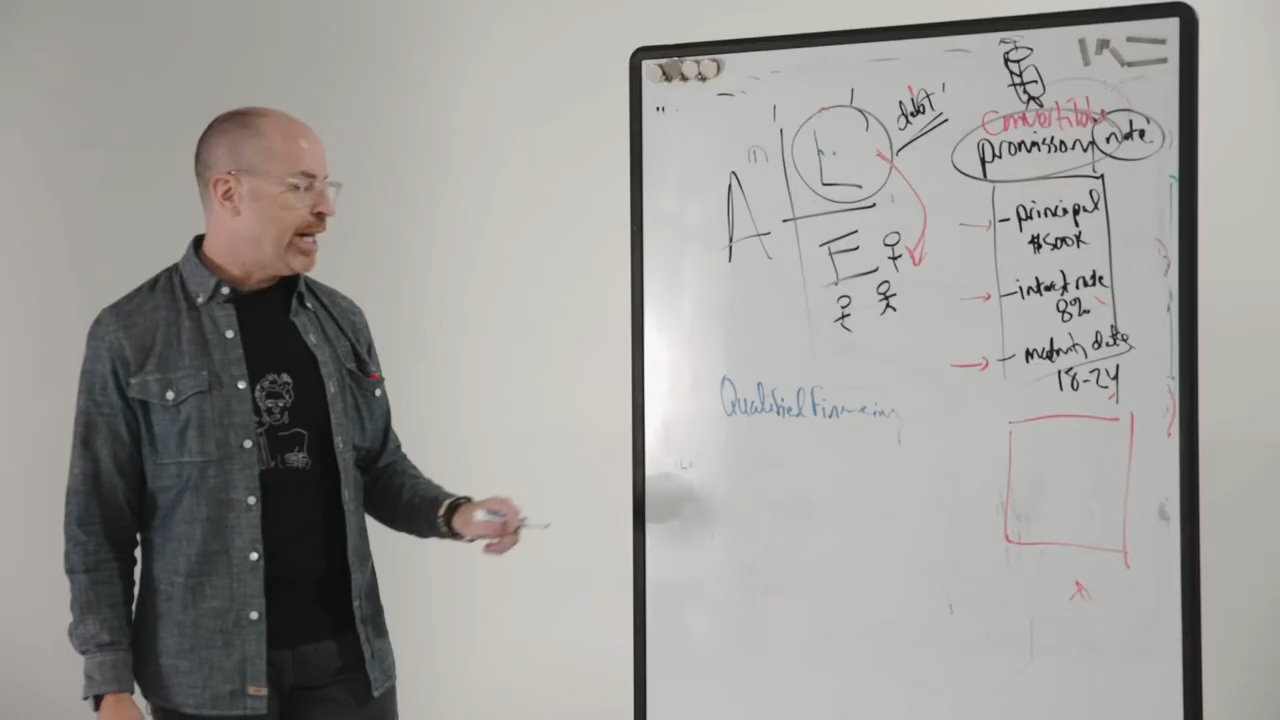 debt
L
A
E
Convertible
promissory note
- principal
$500K
- interest rate
8%
- maturity date
18-24
Qualified Financing